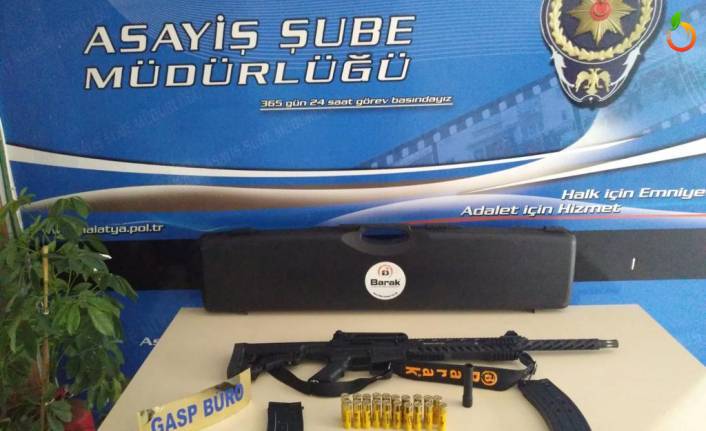 ASAYİŞ ŞUBE
MÜDÜRLÜĞÜ
365 gün 24 saat görev başındayız
Halk için Emniye
Adalet için Hizmet
malatya.pol.tr
Barak
Barak
GASP BÜRO